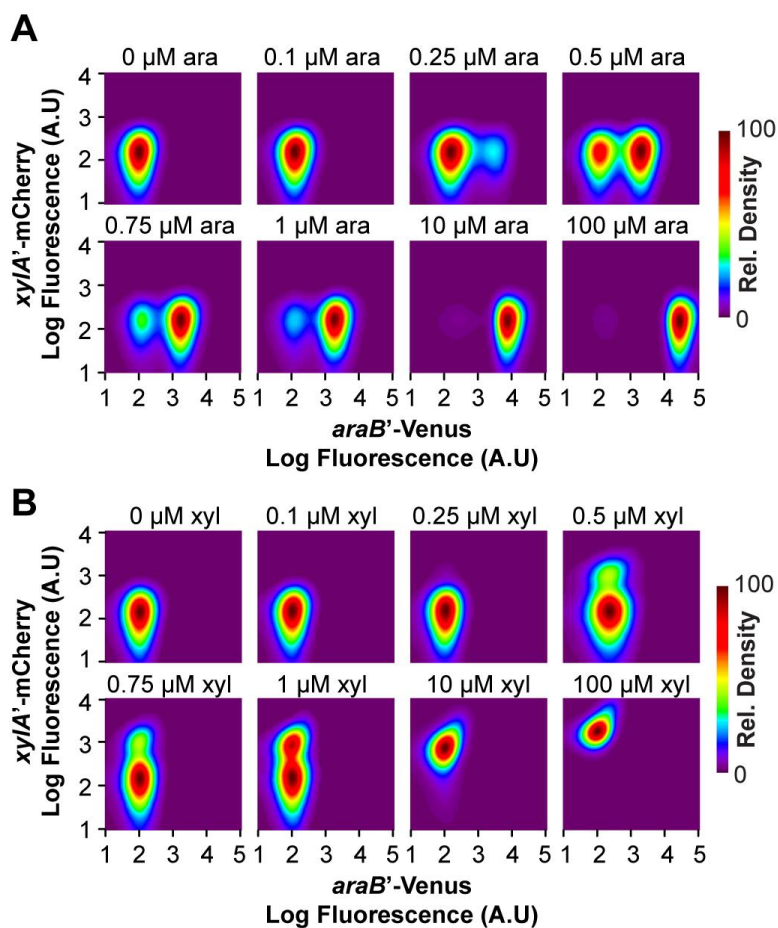 A
0 µM ara 0.1 µM ara 0.25 µM ara 0.5 µM ara
4
3
2
1
100
Rel. Density
0
xylA'-mCherry
Log Fluorescence (A.U)
0.75 µM ara 1 µM ara 10 µM ara 100 µM ara
4
3
2
1
1 2 3 4 5 1 2 3 4 5 1 2 3 4 5 1 2 3 4 5
araB'-Venus
Log Fluorescence (A.U)
B
0 µM xyl 0.1 µM xyl 0.25 µM xyl 0.5 µM xyl
4
3
2
1
100
Rel. Density
0
xylA'-mCherry
Log Fluorescence (A.U)
0.75 µM xyl 1 µM xyl 10 µM xyl 100 µM xyl
4
3
2
1
1 2 3 4 5 1 2 3 4 5 1 2 3 4 5 1 2 3 4 5
araB'-Venus
Log Fluorescence (A.U)